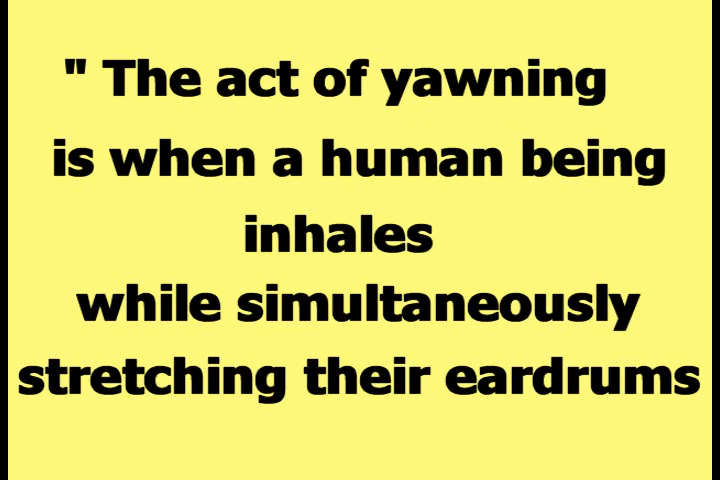 " The act of yawning
is when a human being
inhales
while simultaneously
stretching their eardrums